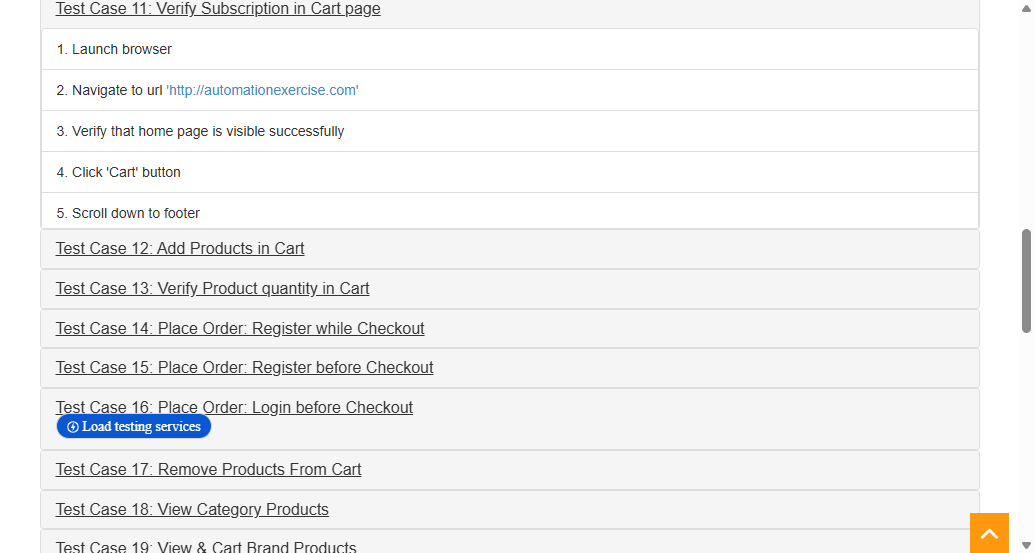 Test Case 11: Verify Subscription in Cart page
1. Launch browser
2. Navigate to url 'http://automationexercise.com'
3. Verify that home page is visible successfully
4. Click 'Cart' button
5. Scroll down to footer
Test Case 12: Add Products in Cart
Test Case 13: Verify Product quantity in Cart
Test Case 14: Place Order: Register while Checkout
Test Case 15: Place Order: Register before Checkout
Test Case 16: Place Order: Login before Checkout
Load testing services
Test Case 17: Remove Products From Cart
Test Case 18: View Category Products
Test Case 19: View & Cart Brand Products